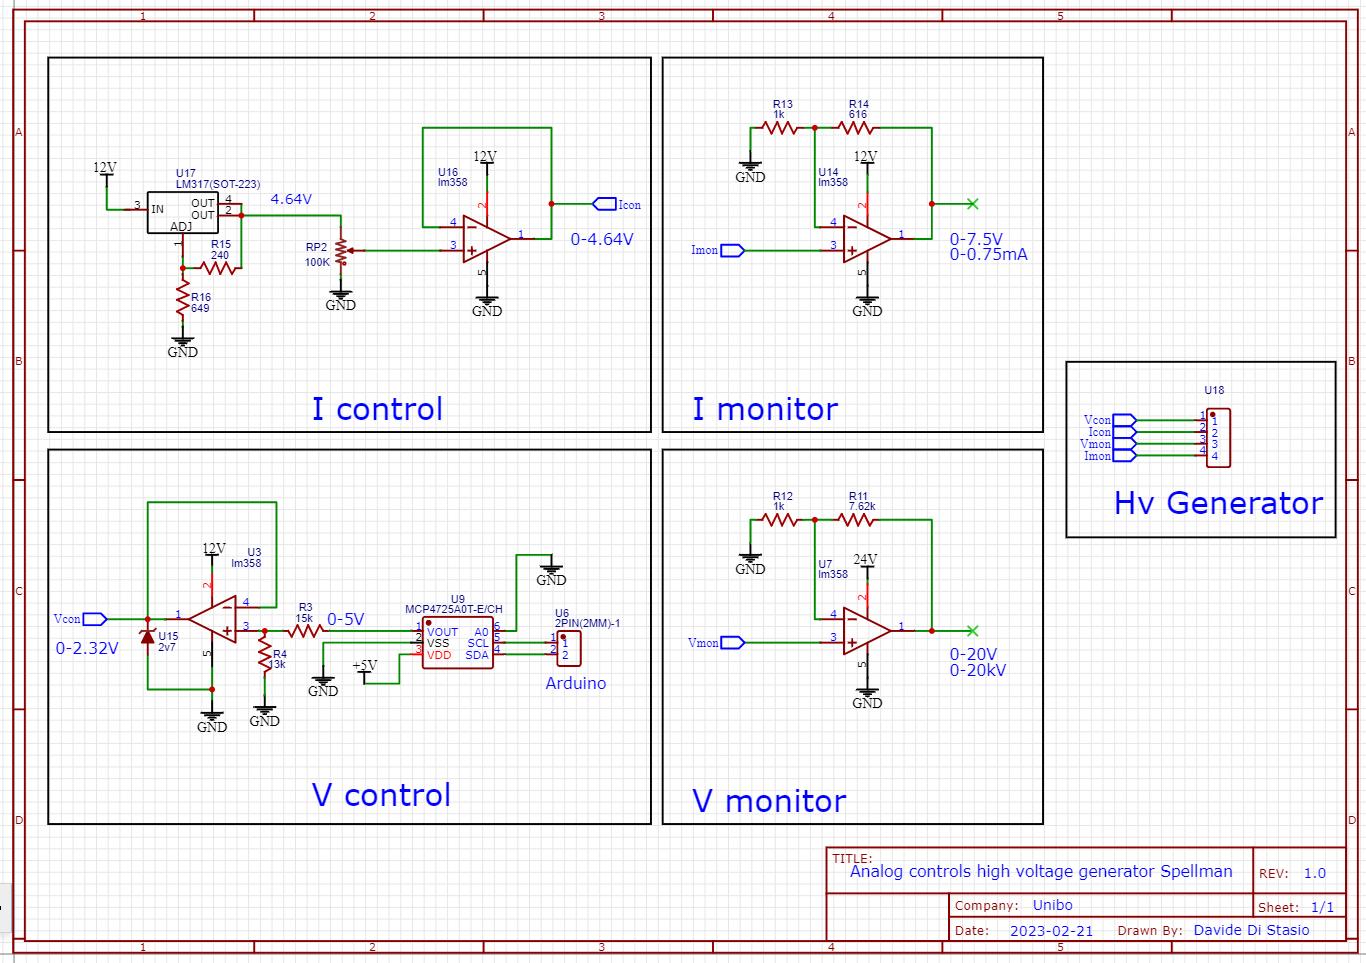 1 2 3 4 5
A
B
C
D
12V
U17
LM317(SOT-223)
3 IN OUT 4
OUT 2
ADJ
1
4.64V
R15
240
R16
649
GND
RP2
100K
GND
U16
lm358
12V
2
4
3
1
5
GND
Icon
0-4.64V
I control
R13
1k
R14
616
GND
U14
lm358
12V
2
4
3
1
5
GND
Imon
0-7.5V
0-0.75mA
I monitor
U18
Vcon 1 1
Icon 2 2
Vmon 3 3
Imon 4 4
Hv Generator
12V
U3
lm358
2
4
3
1
5
Vcon
0-2.32V
U15
2v7
GND
R3
15k
R4
13k
GND
0-5V
U9
MCP4725A0T-E/CH
1 VOUT A0 6
2 VSS SCL 5
3 VDD SDA 4
GND
+5V
GND
U6
2PIN(2MM)-1
1 1
2 2
Arduino
V control
R12
1k
R11
7.62k
GND
U7
lm358
24V
2
4
3
1
5
GND
Vmon
0-20V
0-20kV
V monitor
A
B
C
D
TITLE:
Analog controls high voltage generator Spellman
REV: 1.0
Company: Unibo
Sheet: 1/1
Date: 2023-02-21 Drawn By: Davide Di Stasio
1 2 3 4 5